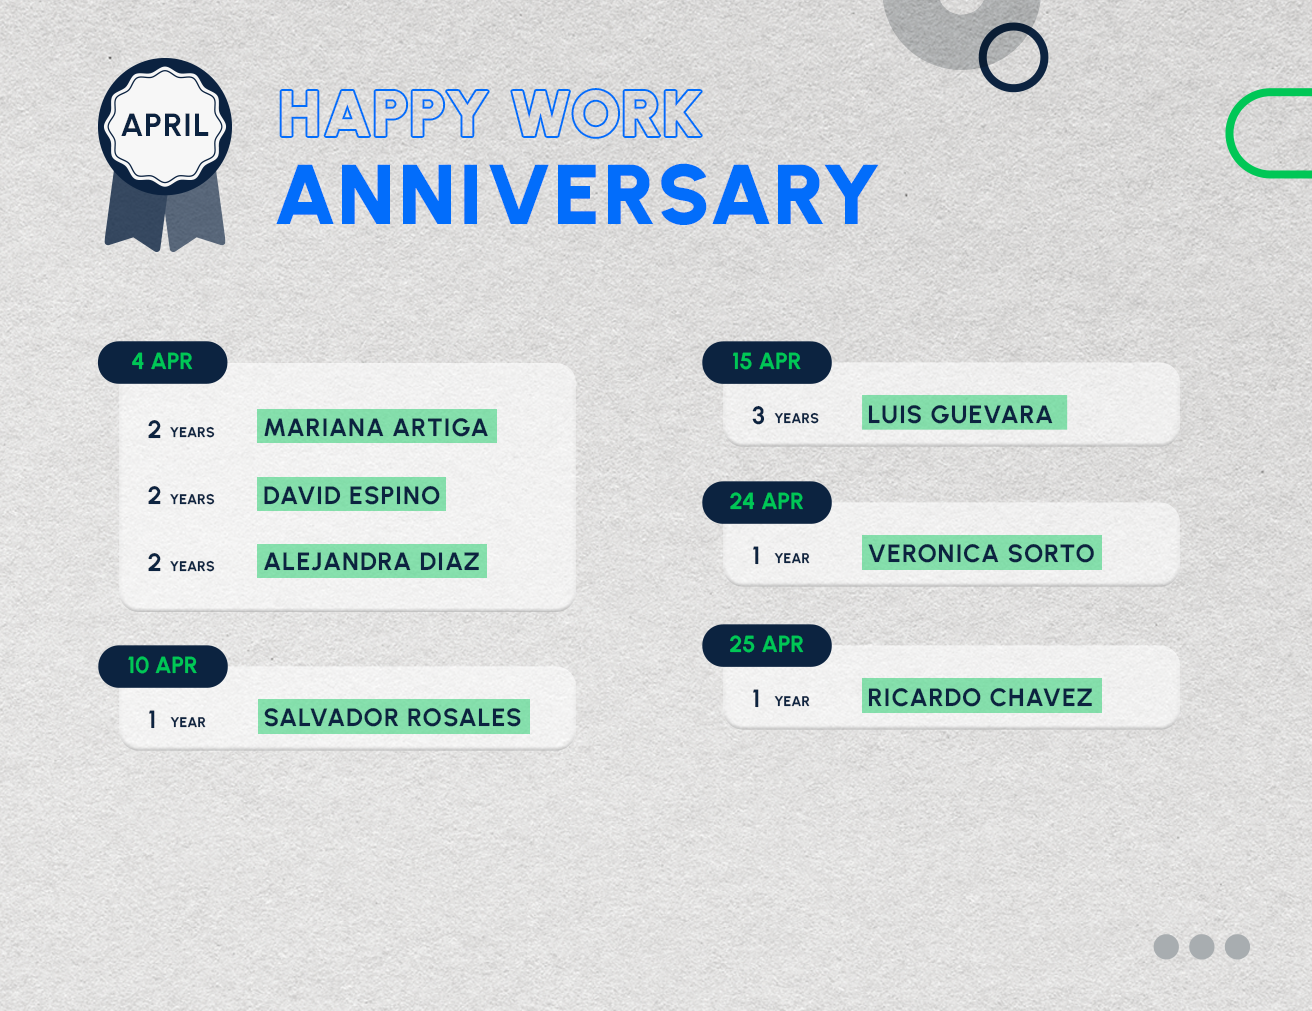 APRIL
HAPPY WORK
ANNIVERSARY
4 APR
2 YEARS MARIANA ARTIGA
2 YEARS DAVID ESPINO
2 YEARS ALEJANDRA DIAZ
10 APR
1 YEAR SALVADOR ROSALES
15 APR
3 YEARS LUIS GUEVARA
24 APR
1 YEAR VERONICA SORTO
25 APR
1 YEAR RICARDO CHAVEZ